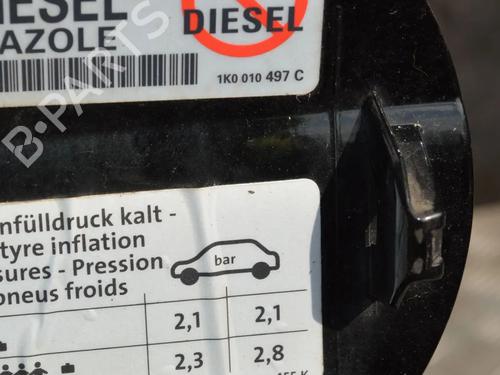 DIESEL
AZOLE
DIESEL
1K0 010 497 C
B-PARTS
nfülldruck kalt -
tyre inflation
sures - Pression
pneus froids
bar
2,1 2,1
2,3 2,8